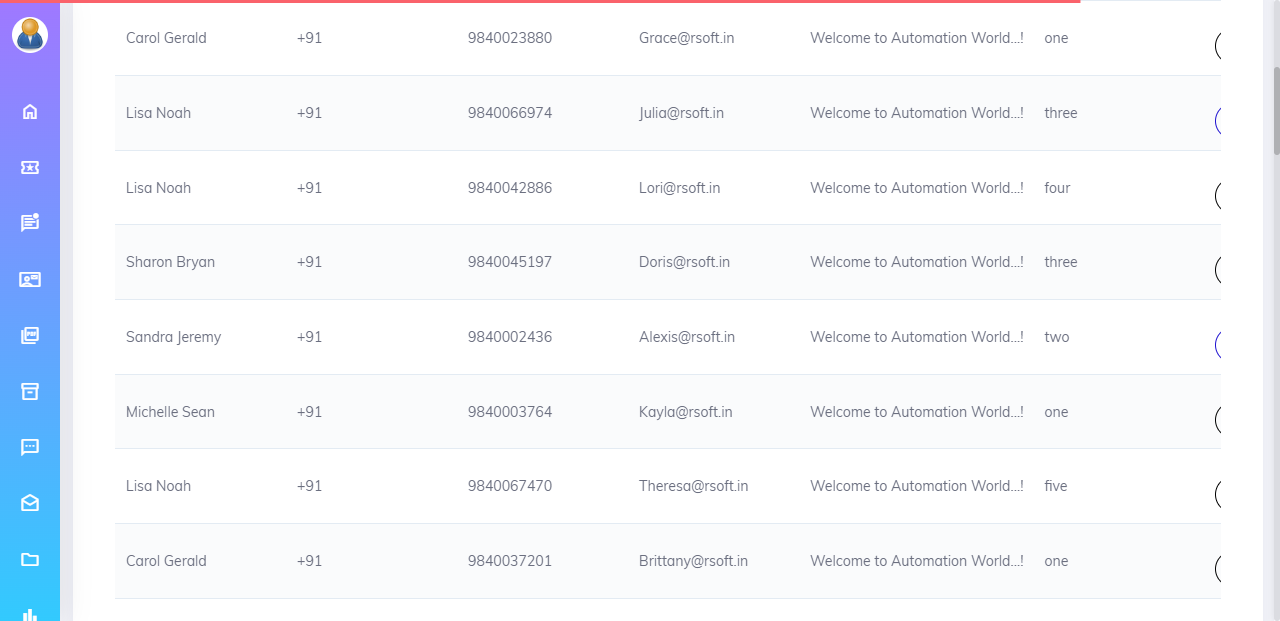 Carol Gerald +91 9840023880 Grace@rsoft.in Welcome to Automation World...! one
Lisa Noah +91 9840066974 Julia@rsoft.in Welcome to Automation World...! three
Lisa Noah +91 9840042886 Lori@rsoft.in Welcome to Automation World...! four
Sharon Bryan +91 9840045197 Doris@rsoft.in Welcome to Automation World...! three
Sandra Jeremy +91 9840002436 Alexis@rsoft.in Welcome to Automation World...! two
Michelle Sean +91 9840003764 Kayla@rsoft.in Welcome to Automation World...! one
Lisa Noah +91 9840067470 Theresa@rsoft.in Welcome to Automation World...! five
Carol Gerald +91 9840037201 Brittany@rsoft.in Welcome to Automation World...! one